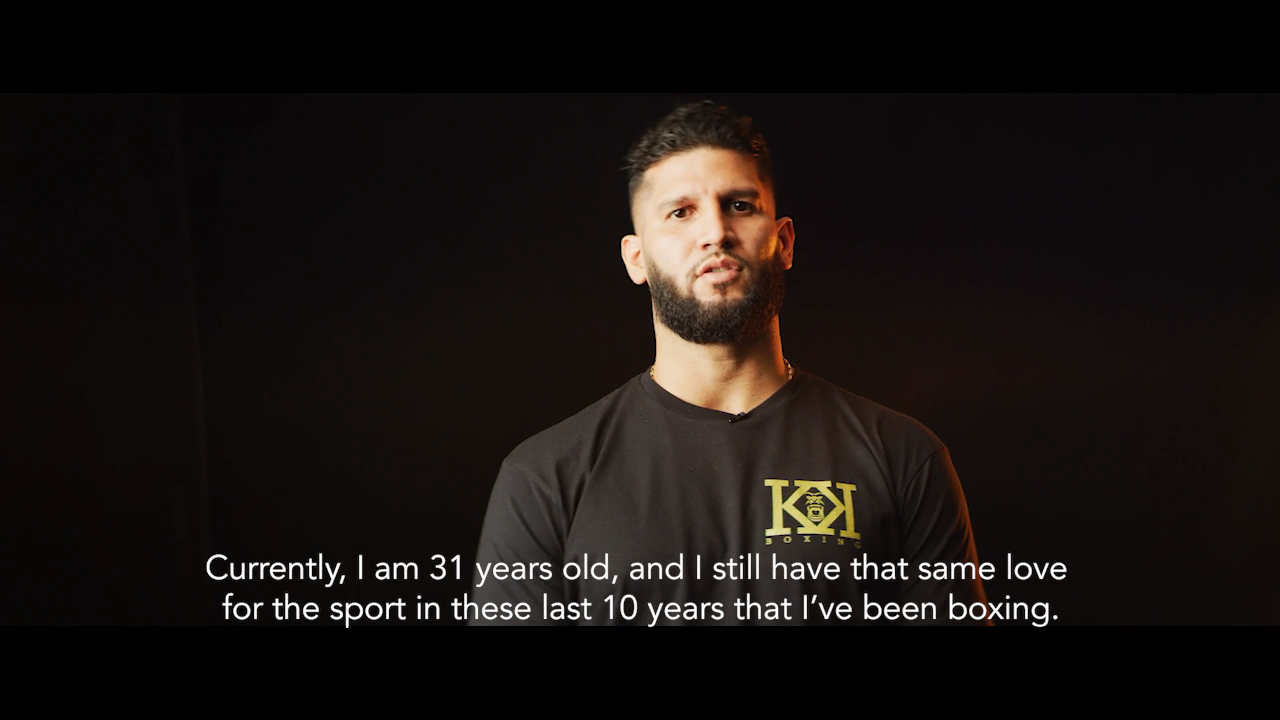 KK
BOXING
Currently, I am 31 years old, and I still have that same love
for the sport in these last 10 years that I’ve been boxing.